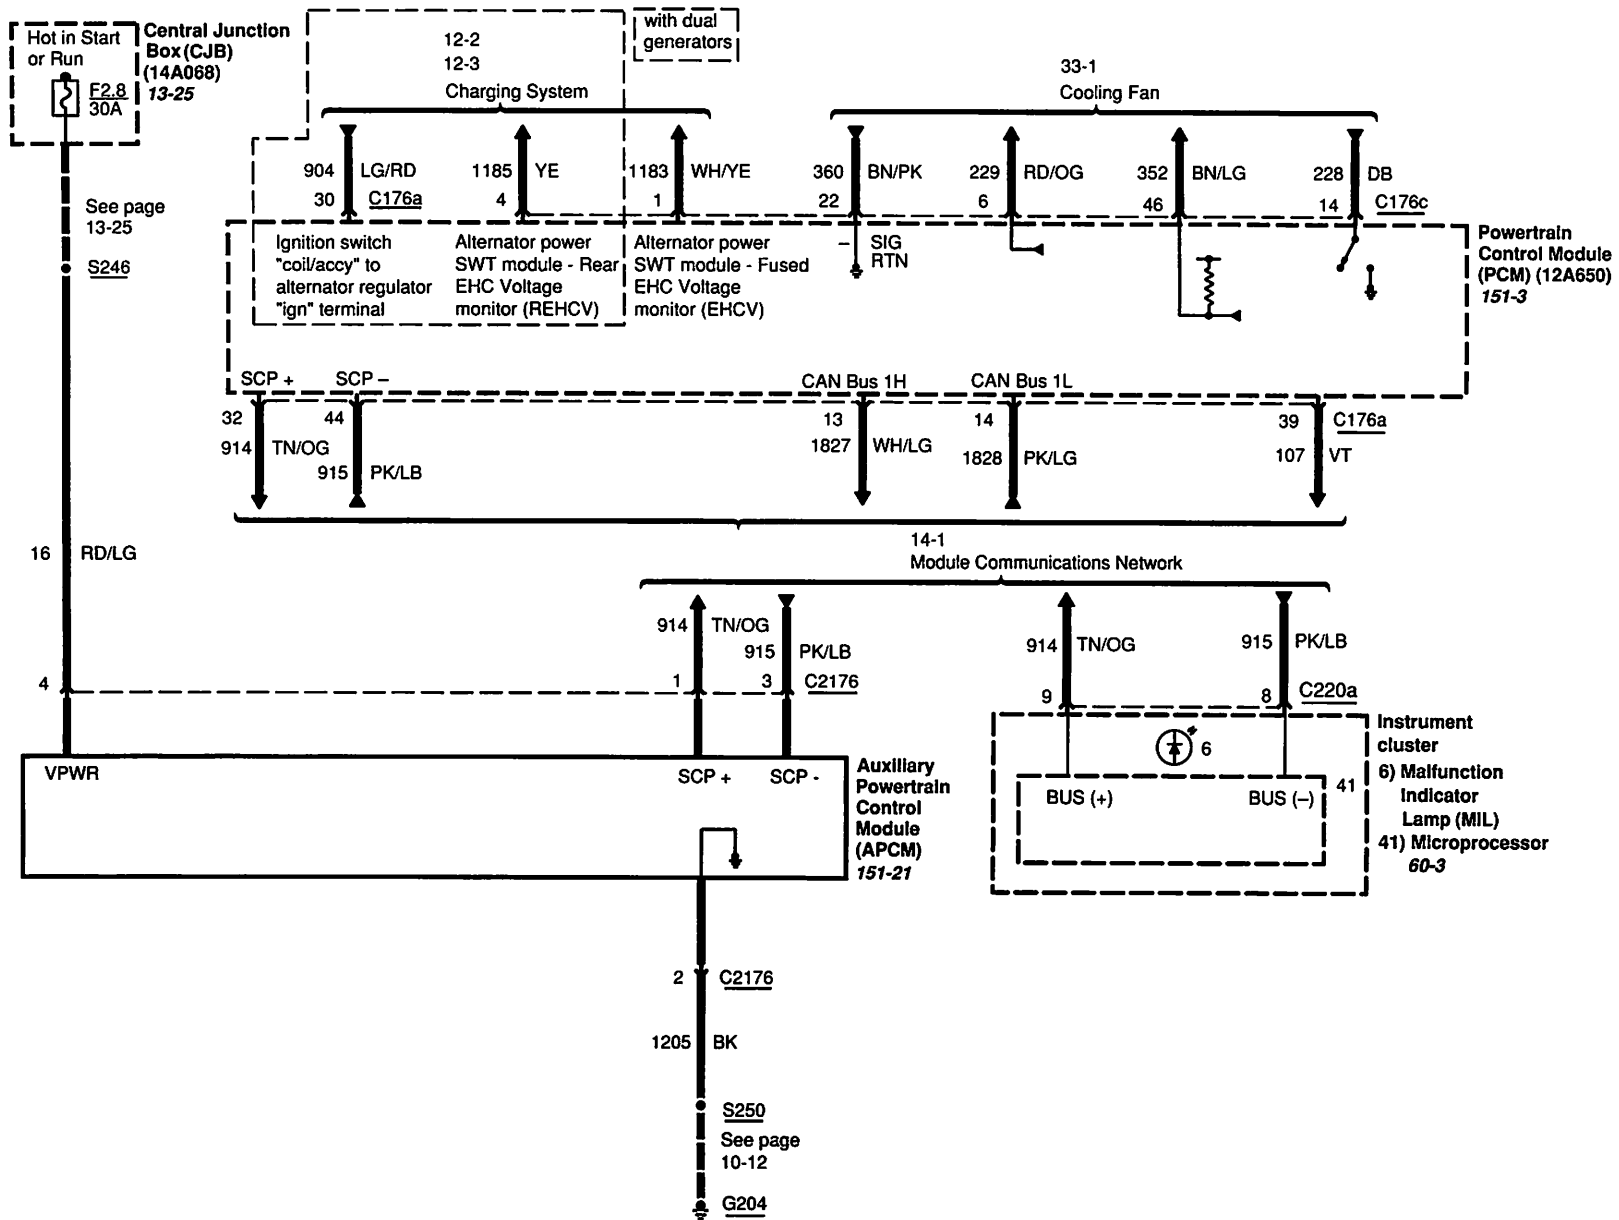 Hot in Start
or Run
F2.8
30A
Central Junction
Box (CJB)
(14A068)
13-25
12-2
12-3
Charging System
with dual
generators
33-1
Cooling Fan
904 LG/RD
30 C176a
1185 YE
4
1183 WH/YE
1
360 BN/PK
22
229 RD/OG
6
352 BN/LG
46
228 DB
14 C176c
See page
13-25
S246
Ignition switch
"coil/accy" to
alternator regulator
"ign" terminal
Alternator power
SWT module - Rear
EHC Voltage
monitor (REHCV)
Alternator power
SWT module - Fused
EHC Voltage
monitor (EHCV)
– SIG
RTN
Powertrain
Control Module
(PCM) (12A650)
151-3
SCP +
SCP –
CAN Bus 1H
CAN Bus 1L
32
914 TN/OG
44
915 PK/LB
13
1827 WH/LG
14
1828 PK/LG
39 C176a
107 VT
14-1
Module Communications Network
16 RD/LG
914 TN/OG
915 PK/LB
914 TN/OG
915 PK/LB
4
1
3 C2176
9
8 C220a
VPWR
SCP +
SCP -
Auxiliary
Powertrain
Control
Module
(APCM)
151-21
6
BUS (+)
BUS (–)
41
Instrument
cluster
6) Malfunction
Indicator
Lamp (MIL)
41) Microprocessor
60-3
2 C2176
1205 BK
S250
See page
10-12
G204